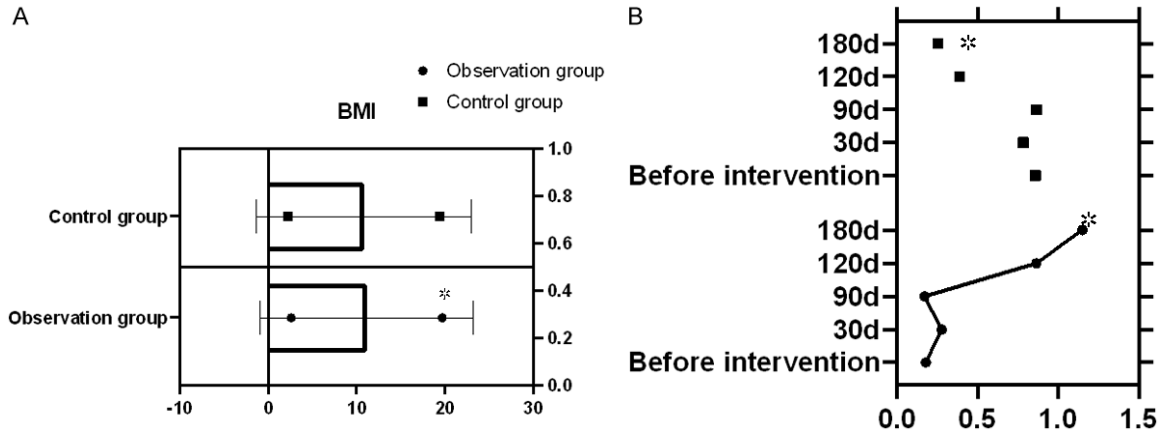 A
Observation group
Control group
BMI
1.0
0.8
Control group
0.6
0.4
*
Observation group
0.2
0.0
-10 0 10 20 30
B
180d
*
120d
90d
30d
Before intervention
*
180d
120d
90d
30d
Before intervention
0.0 0.5 1.0 1.5